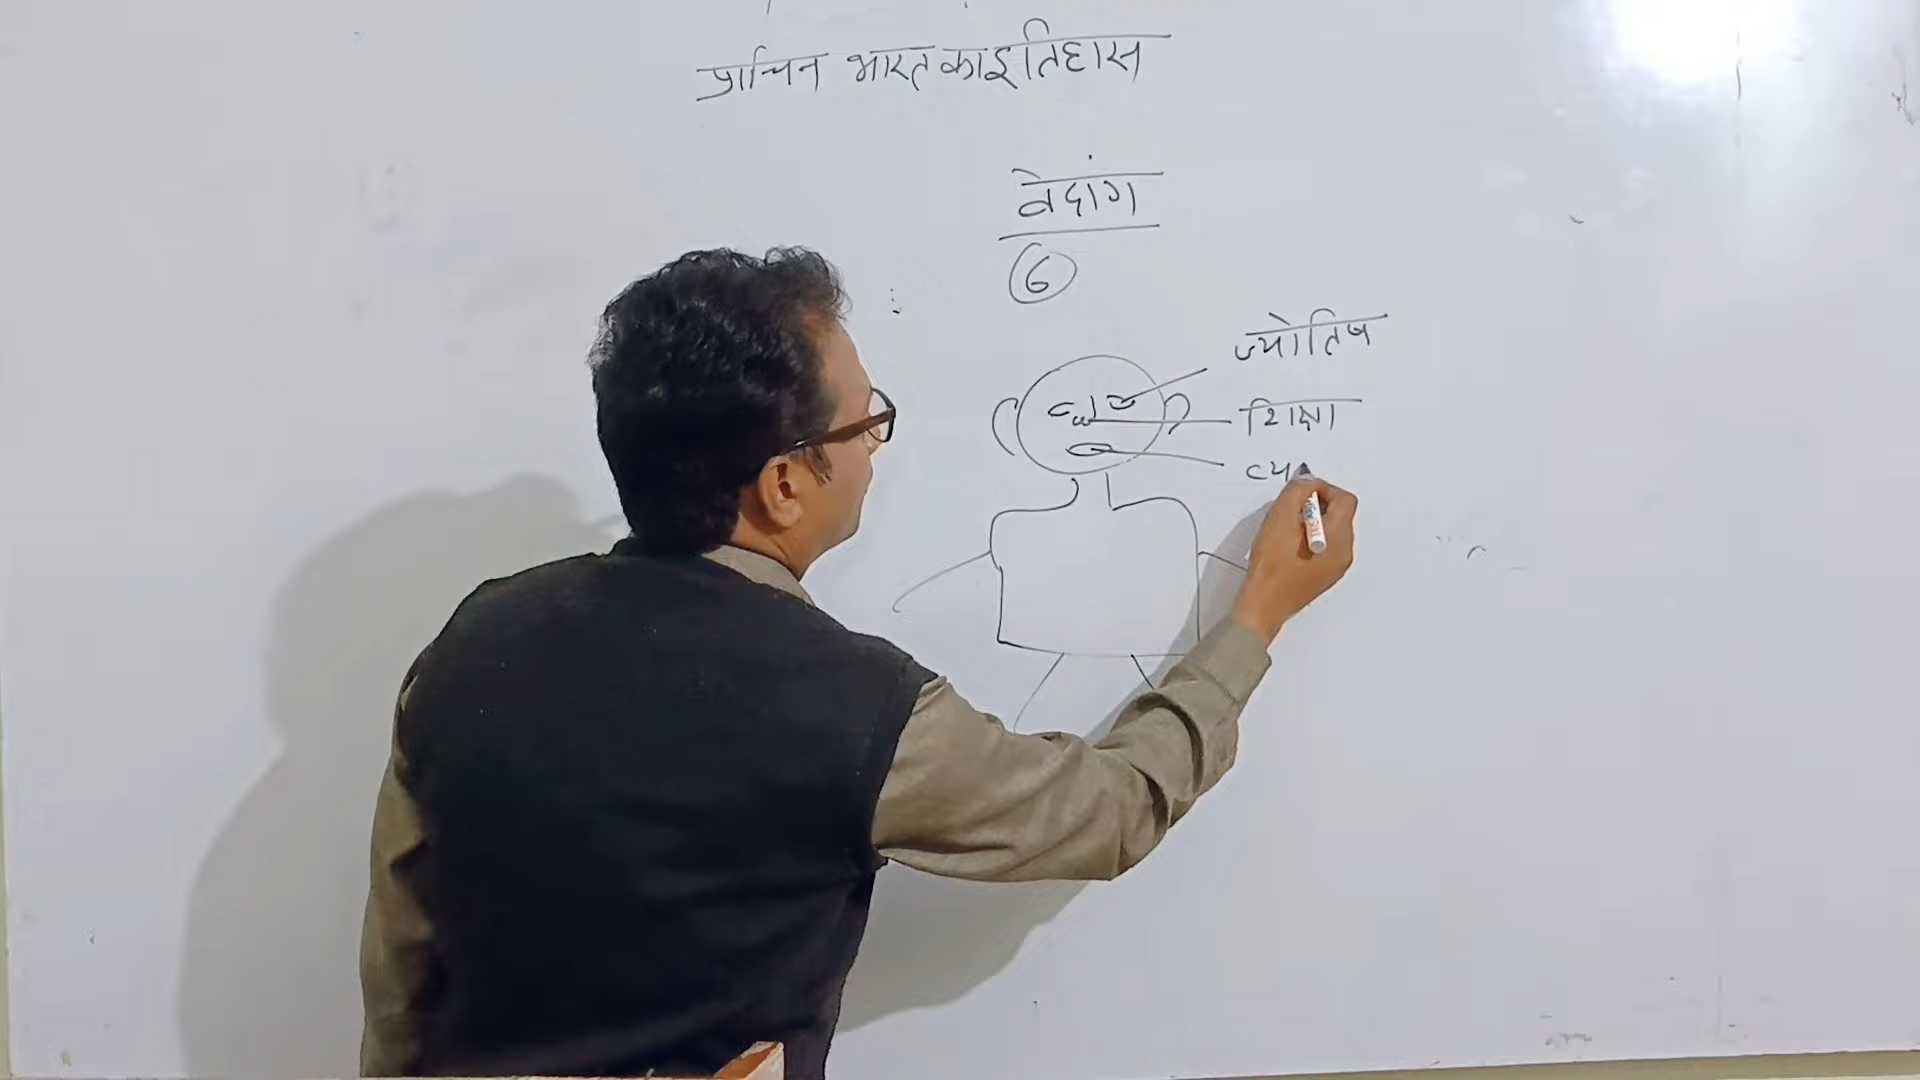 प्राचिन भारत का इतिहास
वेदांग
6
ज्योतिष
शिक्षा
व्य